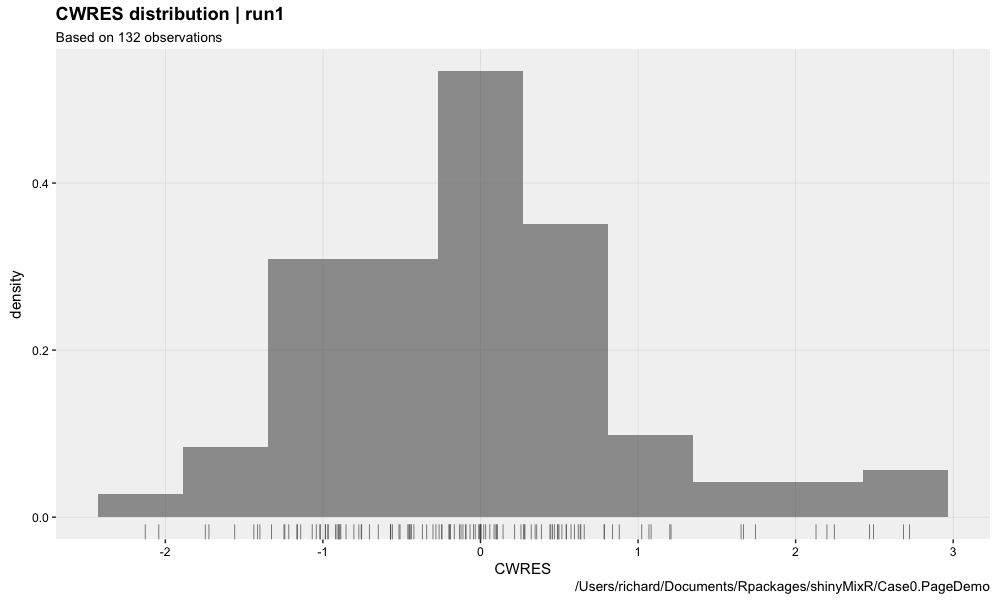 CWRES distribution | run1
Based on 132 observations
density
0.4
0.2
0.0
-2 -1 0 1 2 3
CWRES
/Users/richard/Documents/Rpackages/shinyMixR/Case0.PageDemo